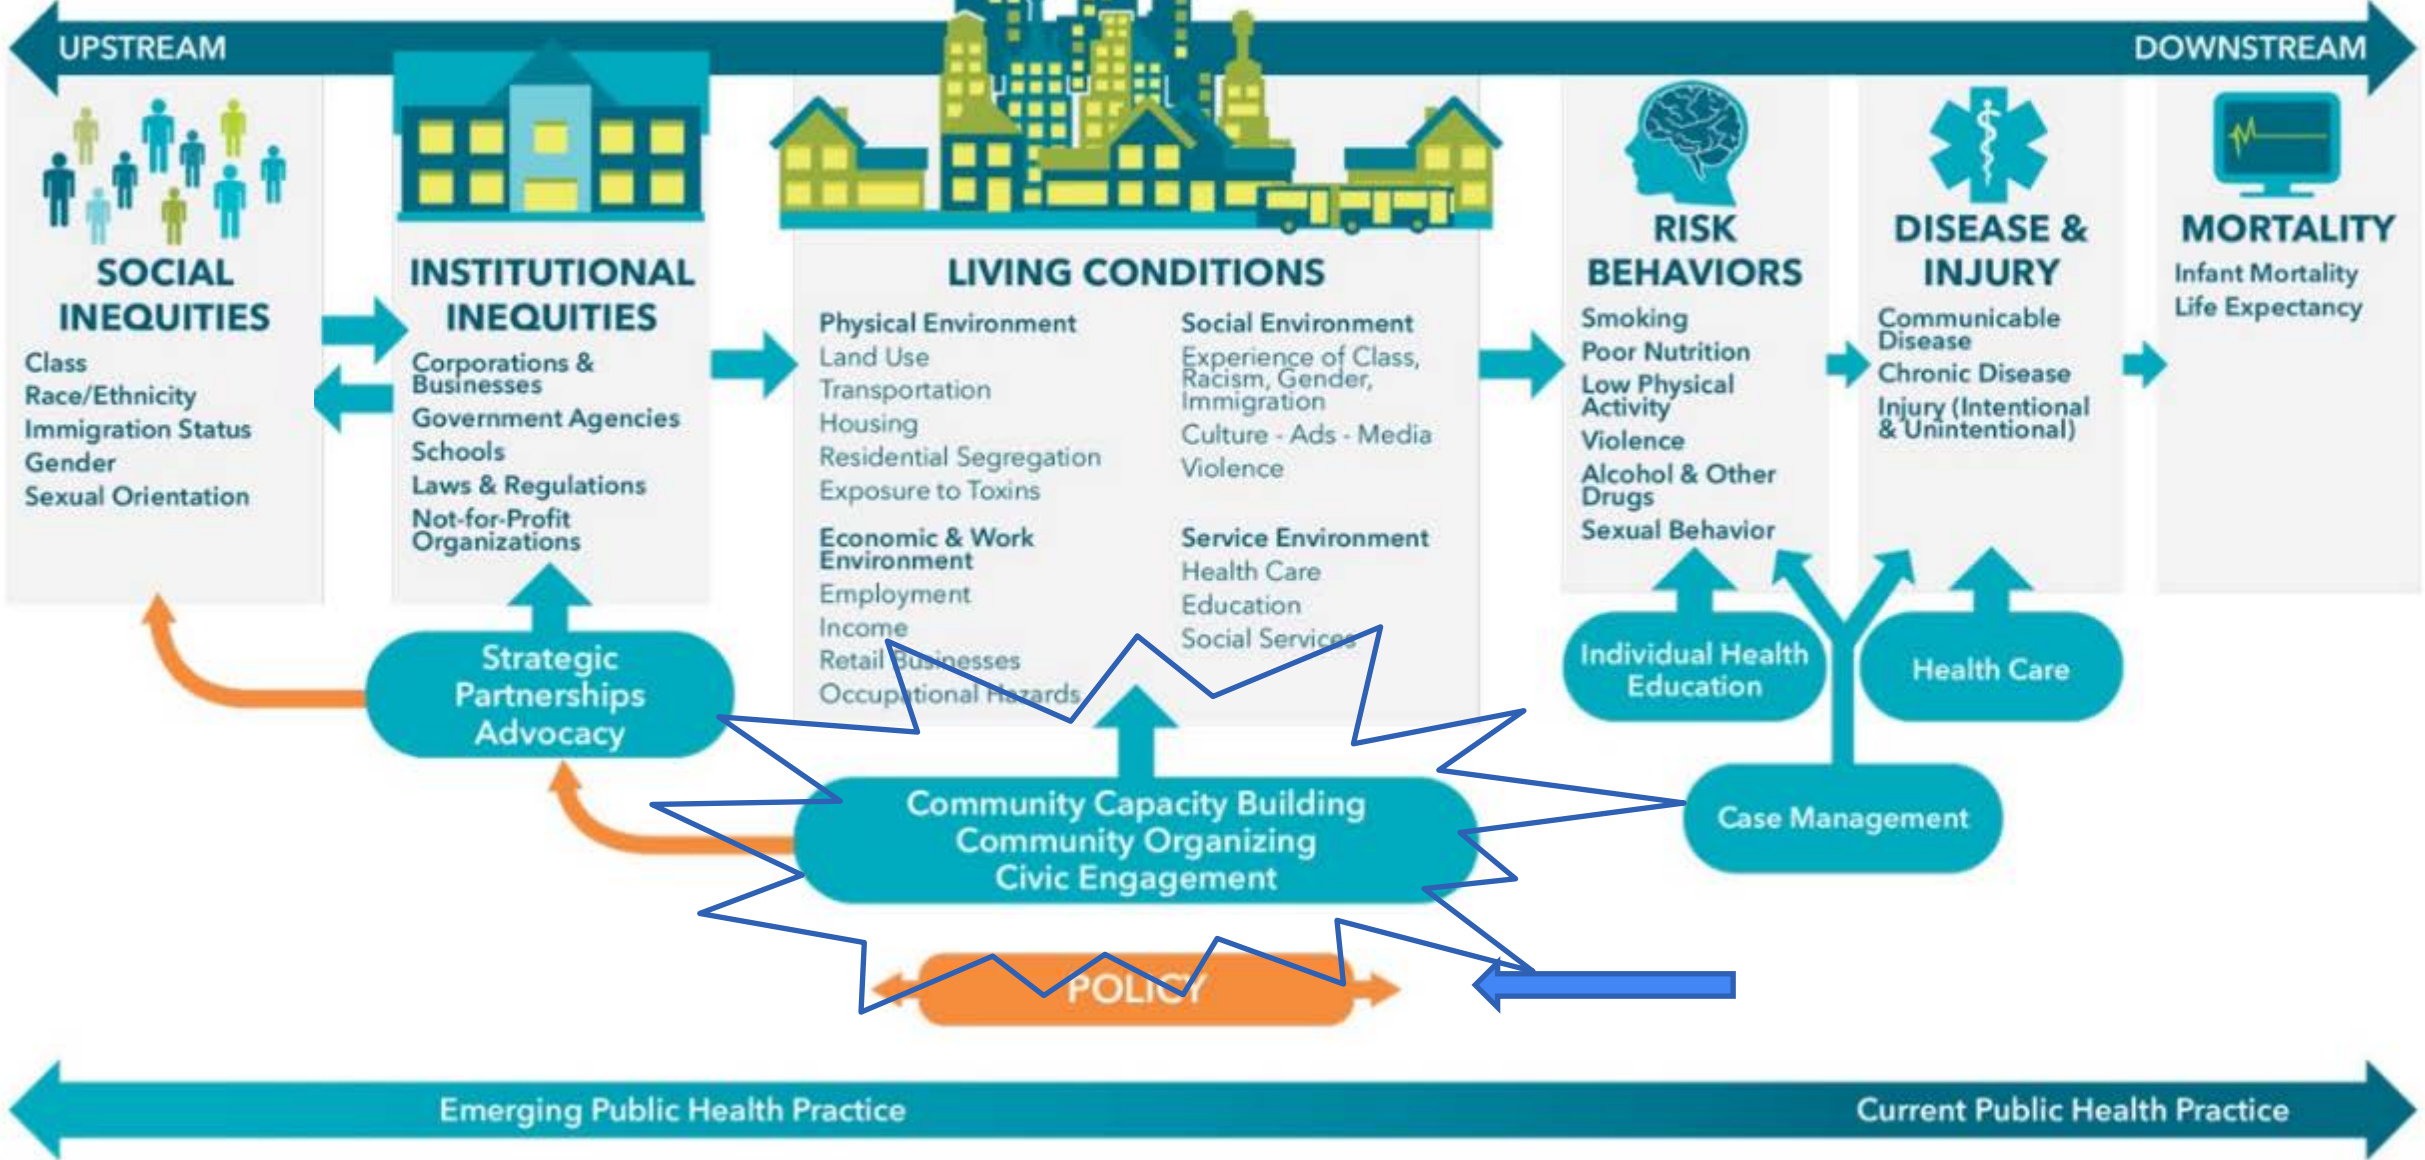 UPSTREAM
DOWNSTREAM
SOCIAL
INEQUITIES
Class
Race/Ethnicity
Immigration Status
Gender
Sexual Orientation
INSTITUTIONAL
INEQUITIES
Corporations &
Businesses
Government Agencies
Schools
Laws & Regulations
Not-for-Profit
Organizations
LIVING CONDITIONS
Physical Environment
Land Use
Transportation
Housing
Residential Segregation
Exposure to Toxins
Economic & Work
Environment
Employment
Income
Retail Businesses
Occupational Hazards
Social Environment
Experience of Class,
Racism, Gender,
Immigration
Culture - Ads - Media
Violence
Service Environment
Health Care
Education
Social Services
RISK
BEHAVIORS
Smoking
Poor Nutrition
Low Physical
Activity
Violence
Alcohol & Other
Drugs
Sexual Behavior
DISEASE &
INJURY
Communicable
Disease
Chronic Disease
Injury (Intentional
& Unintentional)
MORTALITY
Infant Mortality
Life Expectancy
Strategic
Partnerships
Advocacy
Community Capacity Building
Community Organizing
Civic Engagement
Individual Health
Education
Health Care
Case Management
POLICY
Emerging Public Health Practice
Current Public Health Practice